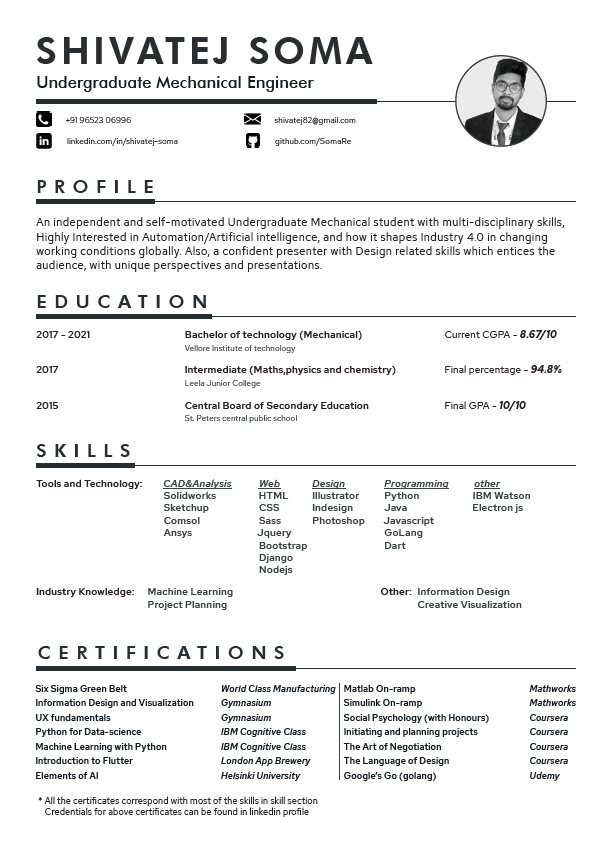 SHIVATEJ SOMA
Undergraduate Mechanical Engineer
+91 96523 06996 shivatej82@gmail.com
linkedin.com/in/shivatej-soma github.com/SomaRe
PROFILE
An independent and self-motivated Undergraduate Mechanical student with multi-disciplinary skills,
Highly Interested in Automation/Artificial intelligence, and how it shapes Industry 4.0 in changing
working conditions globally. Also, a confident presenter with Design related skills which entices the
audience, with unique perspectives and presentations.
EDUCATION
2017 - 2021 Bachelor of technology (Mechanical) Current CGPA - 8.67/10
Vellore Institute of technology
2017 Intermediate (Maths,physics and chemistry) Final percentage - 94.8%
Leela Junior College
2015 Central Board of Secondary Education Final GPA - 10/10
St. Peters central public school
SKILLS
Tools and Technology: CAD&Analysis Web Design Programming other
Solidworks HTML Illustrator Python IBM Watson
Sketchup CSS Indesign Java Electron js
Comsol Sass Photoshop Javascript
Ansys Jquery GoLang
Bootstrap Dart
Django
Nodejs
Industry Knowledge: Machine Learning Other: Information Design
Project Planning Creative Visualization
CERTIFICATIONS
Six Sigma Green Belt World Class Manufacturing Matlab On-ramp Mathworks
Information Design and Visualization Gymnasium Simulink On-ramp Mathworks
UX fundamentals Gymnasium Social Psychology (with Honours) Coursera
Python for Data-science IBM Cognitive Class Initiating and planning projects Coursera
Machine Learning with Python IBM Cognitive Class The Art of Negotiation Coursera
Introduction to Flutter London App Brewery The Language of Design Coursera
Elements of AI Helsinki University Google's Go (golang) Udemy
* All the certificates correspond with most of the skills in skill section
Credentials for above certificates can be found in linkedin profile